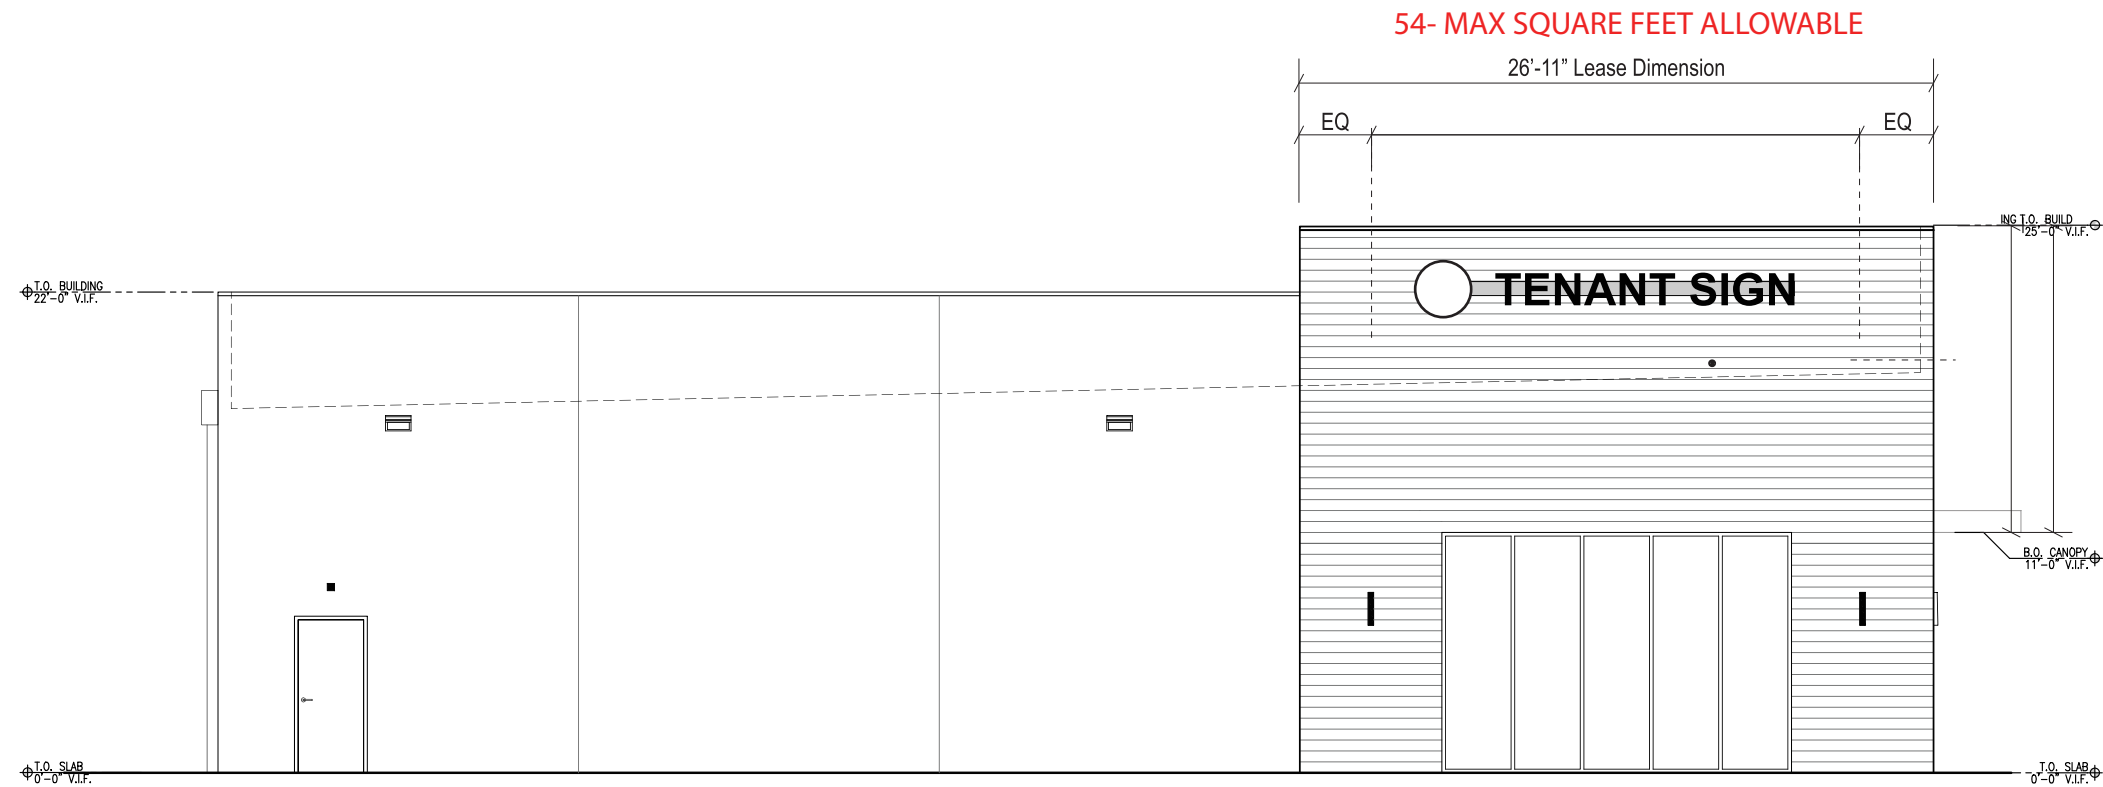 54- MAX SQUARE FEET ALLOWABLE
26'-11” Lease Dimension
EQ
EQ
ING T.O. BUILD
25'-0" V.I.F.
T.O. BUILDING
22'-0" V.I.F.
TENANT SIGN
B.O. CANOPY
11'-0" V.I.F.
T.O. SLAB
0'-0" V.I.F.
T.O. SLAB
0'-0" V.I.F.